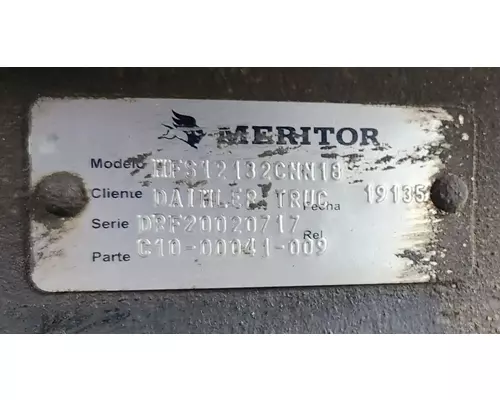 MERITOR
Modelo MFS12132CNN18
Cliente DAIMLER TRUC Fecha 19135
Serie DRF20020717 Rel
Parte C10-00041-009